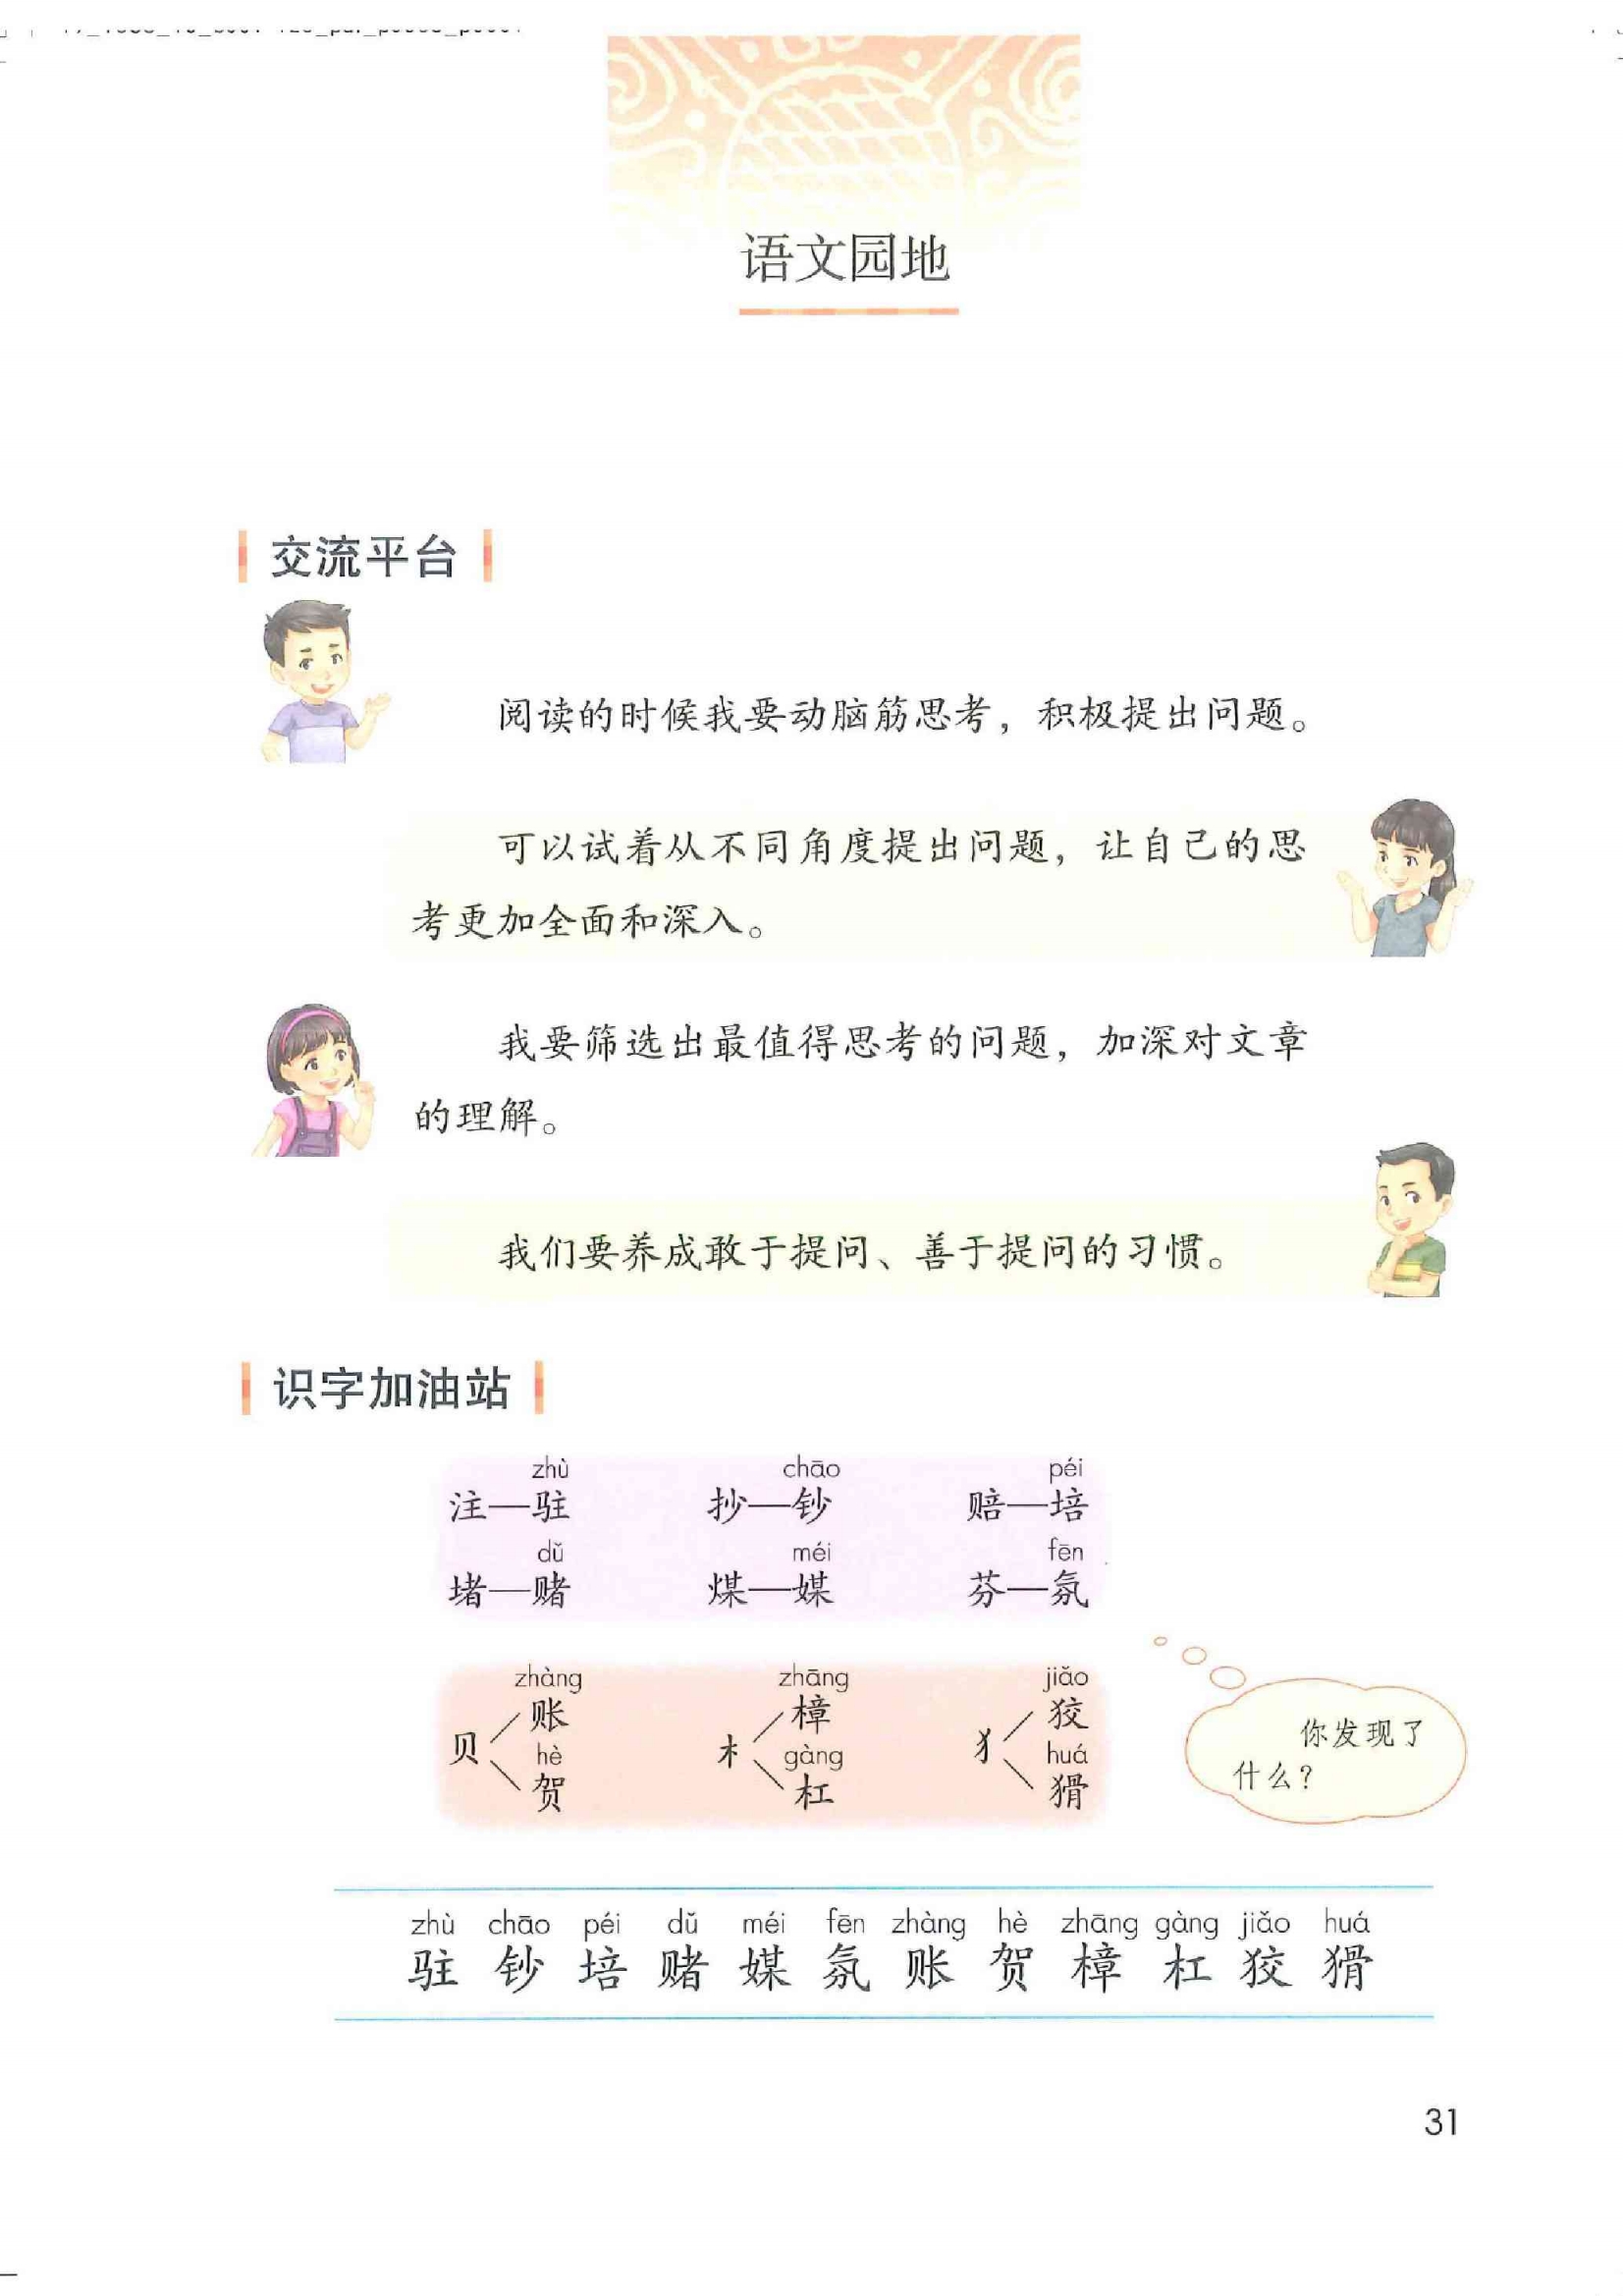 语文园地
交流平台
阅读的时候我要动脑筋思考，积极提出问题。
可以试着从不同角度提出问题，让自己的思
考更加全面和深入。
我要筛选出最值得思考的问题，加深对文章
的理解。
我们要养成敢于提问、善于提问的习惯。
识字加油站
zhù chāo péi
注—驻 抄—钞 赔—培
dǔ méi fēn
堵—赌 煤—媒 芬—氛
zhàng zhāng jiǎo
账 樟 狡
贝 木 犭
hè gàng huá
贺 杠 猾
你发现了
什么？
zhù chāo péi dǔ méi fēn zhàng hè zhāng gàng jiǎo huá
驻 钞 培 赌 媒 氛 账 贺 樟 杠 狡 猾
31